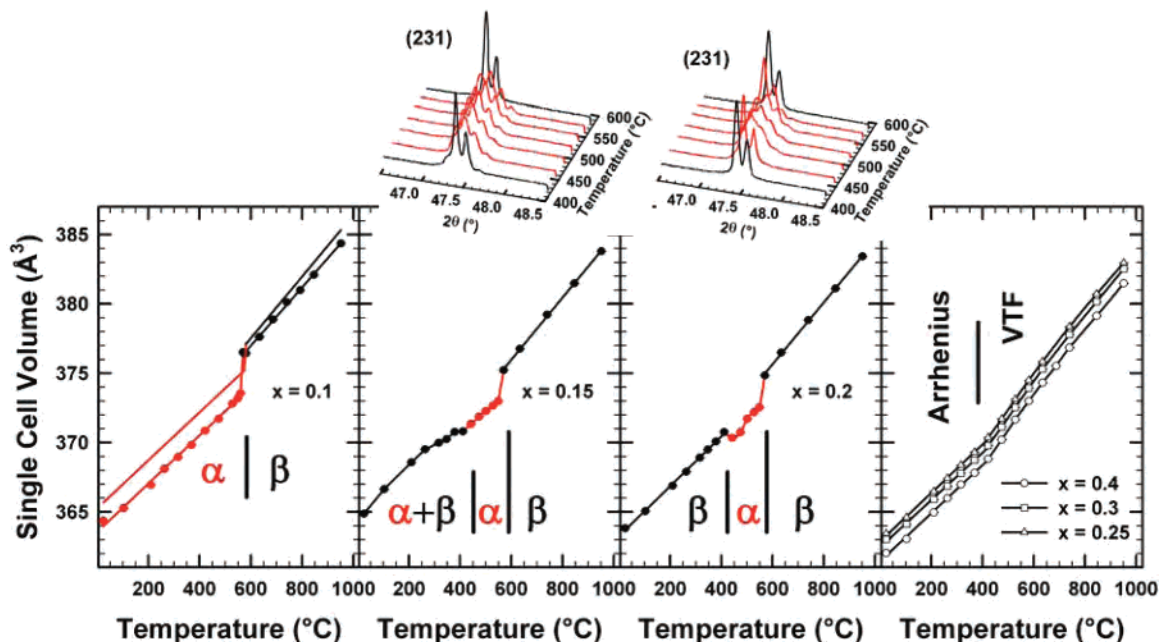 (231)
(231)
600
550
500
450
400
Temperature (°C)
47.0
47.5
48.0
48.5
2θ (°)
600
550
500
450
400
Temperature (°C)
47.0
47.5
48.0
48.5
2θ (°)
Single Cell Volume (Å³)
385
380
375
370
365
x = 0.1
α | β
x = 0.15
α+β | α | β
x = 0.2
β | α | β
Arrhenius
VTF
x = 0.4
x = 0.3
x = 0.25
200 400 600 800 1000
200 400 600 800 1000
200 400 600 800 1000
200 400 600 800 1000
Temperature (°C)
Temperature (°C)
Temperature (°C)
Temperature (°C)